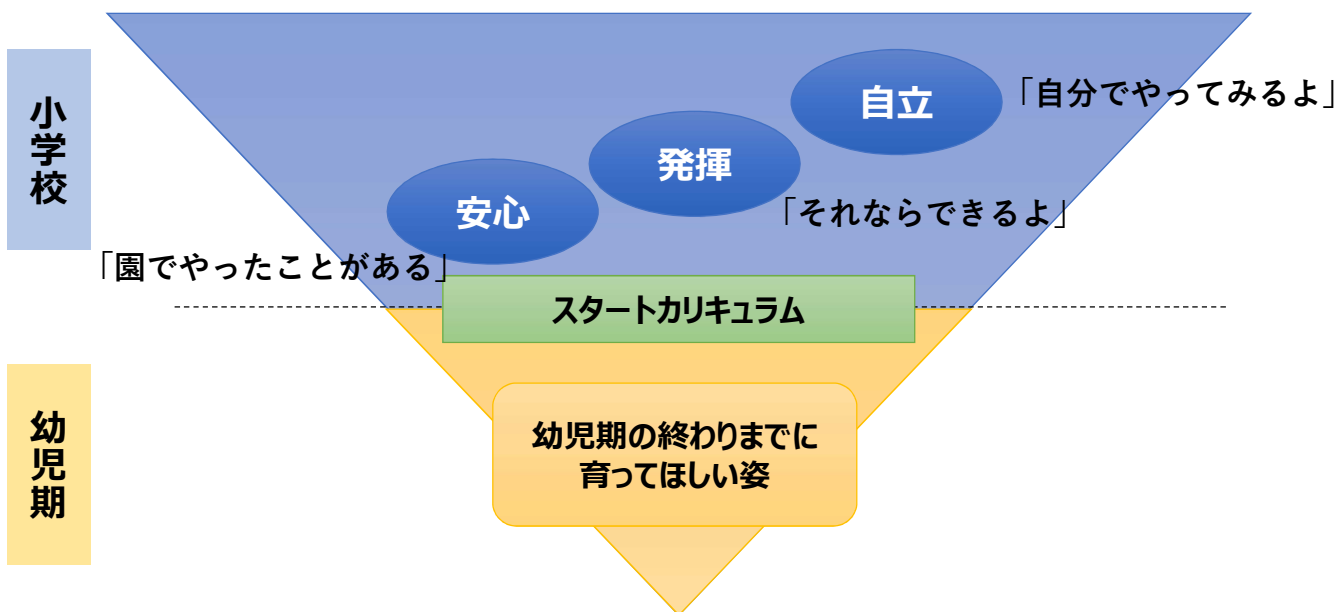 小学校
自立
「自分でやってみるよ」
発揮
「それならできるよ」
安心
「園でやったことがある」
スタートカリキュラム
幼児期
幼児期の終わりまでに
育ってほしい姿